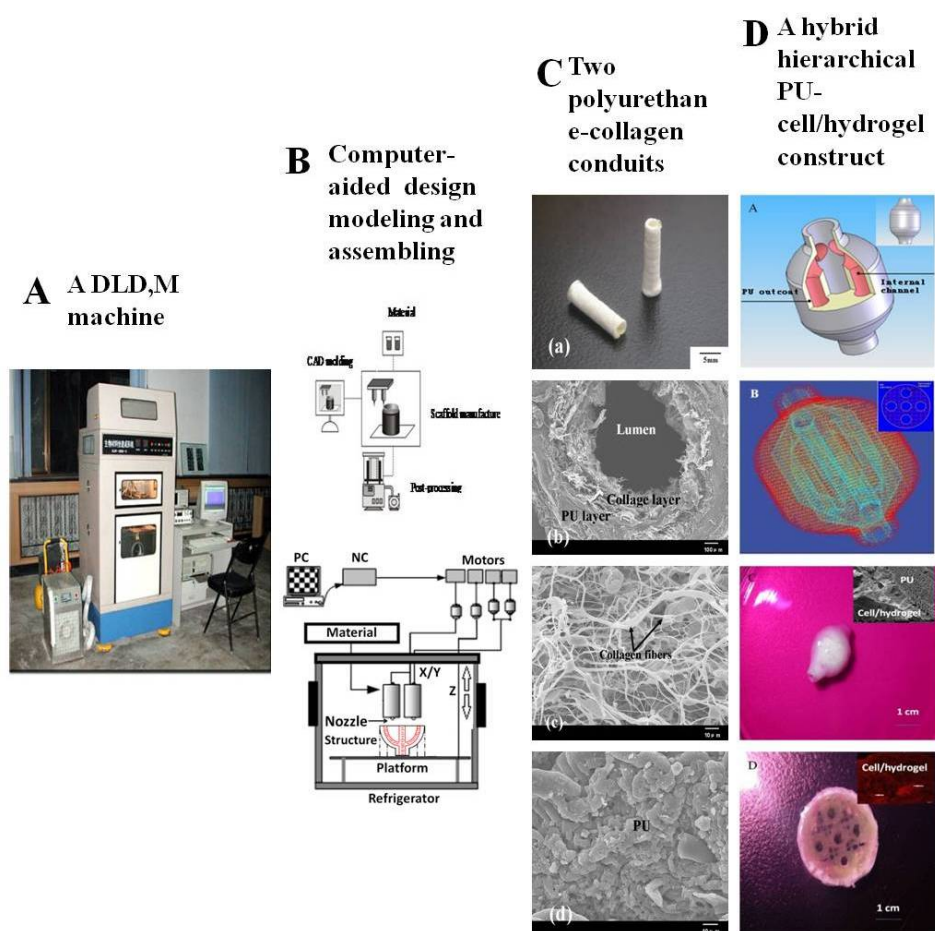 A A DLD,M
machine
B Computer-
aided design
modeling and
assembling
Material
CAD molding
Scaffold manufacture
Post-processing
PC
NC
Motors
Material
X/Y
Z
Nozzle
Structure
Platform
Refrigerator
C Two
polyurethan
e-collagen
conduits
(a)
5mm
Lumen
Collage layer
PU layer
(b)
Collagen fibers
(c)
PU
(d)
D A hybrid
hierarchical
PU-
cell/hydrogel
construct
A
PU outcoat
Internal
channel
B
PU
Cell/hydrogel
1 cm
D
Cell/hydrogel
1 cm